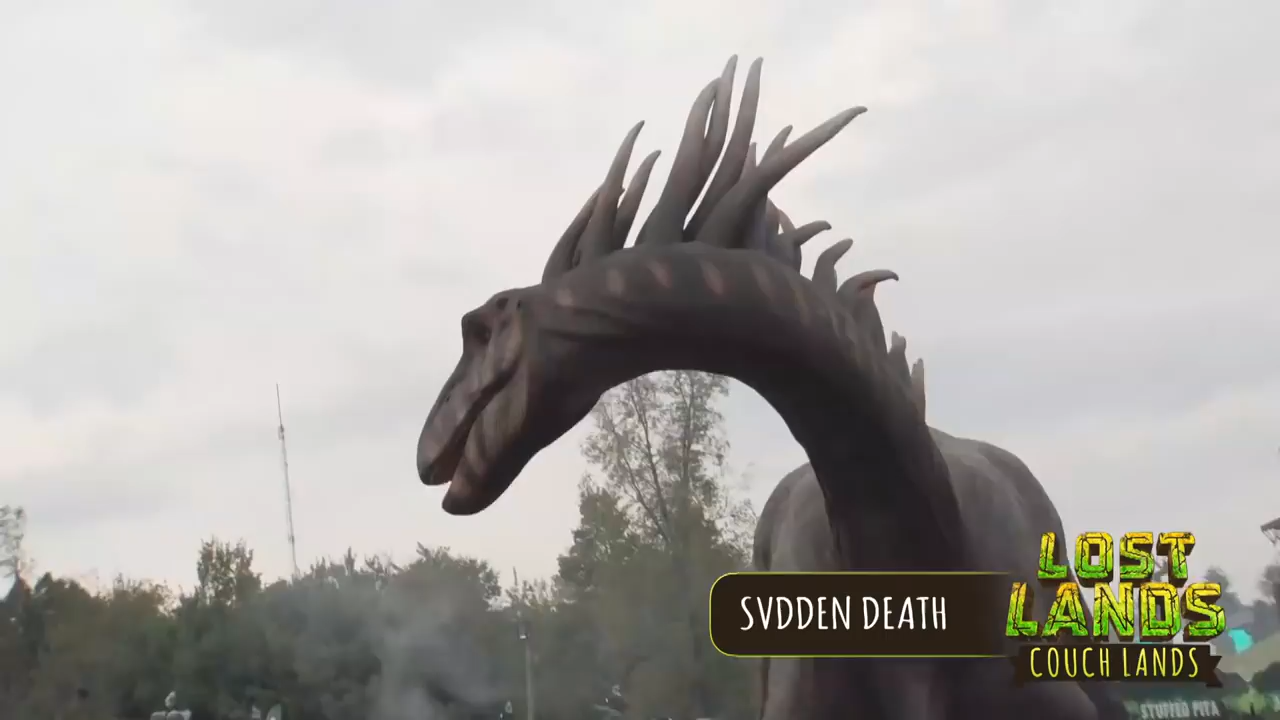 SVDDEN DEATH
LOST
LANDS
COUCH LANDS
STUFFED PITA